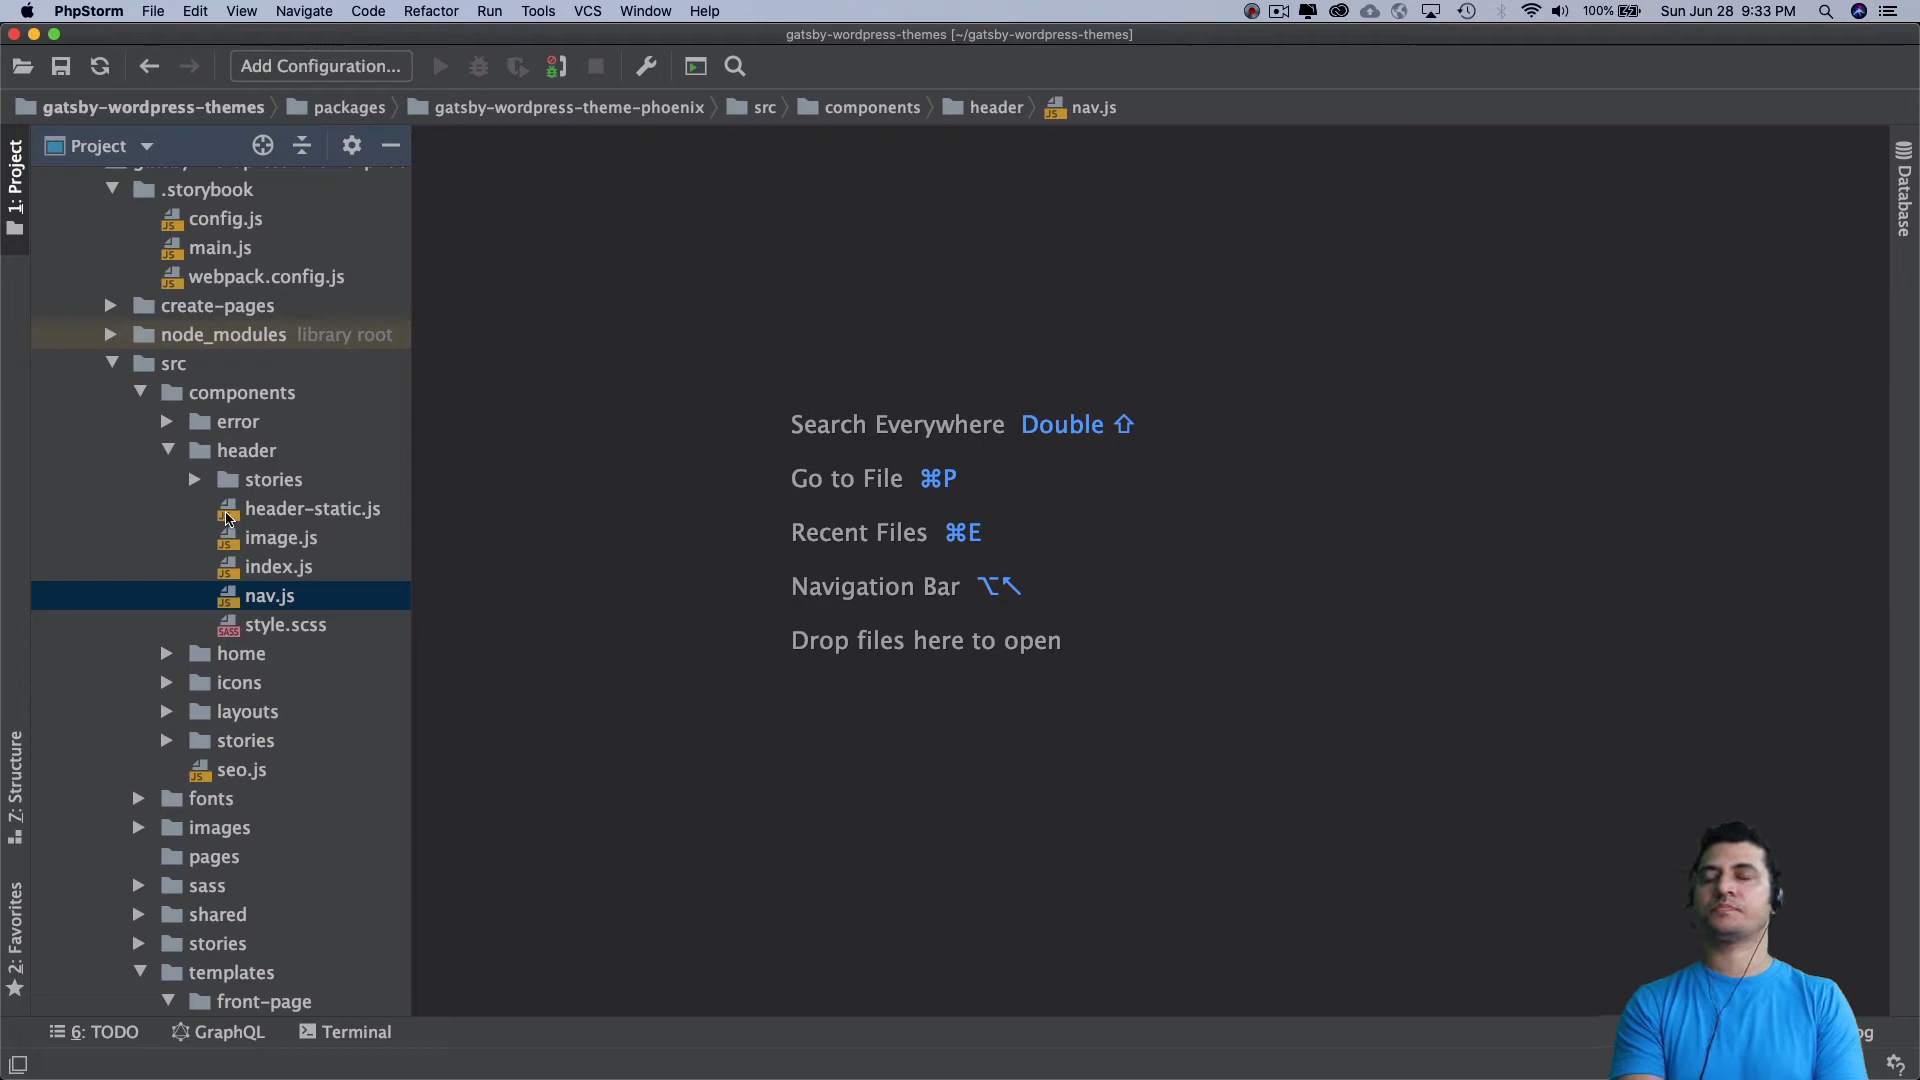 PhpStorm File Edit View Navigate Code Refactor Run Tools VCS Window Help 100% Sun Jun 28 9:33 PM
gatsby-wordpress-themes [~/gatsby-wordpress-themes]
Add Configuration...
gatsby-wordpress-themes packages gatsby-wordpress-theme-phoenix src components header nav.js
Project
1: Project
Database
.storybook
config.js
main.js
webpack.config.js
create-pages
node_modules library root
src
components
error
header
stories
header-static.js
image.js
index.js
nav.js
style.scss
home
icons
layouts
stories
seo.js
fonts
images
pages
sass
shared
stories
templates
front-page
Search Everywhere Double ⇧
Go to File ⌘P
Recent Files ⌘E
Navigation Bar ⌥↖
Drop files here to open
Z: Structure
2: Favorites
6: TODO GraphQL Terminal